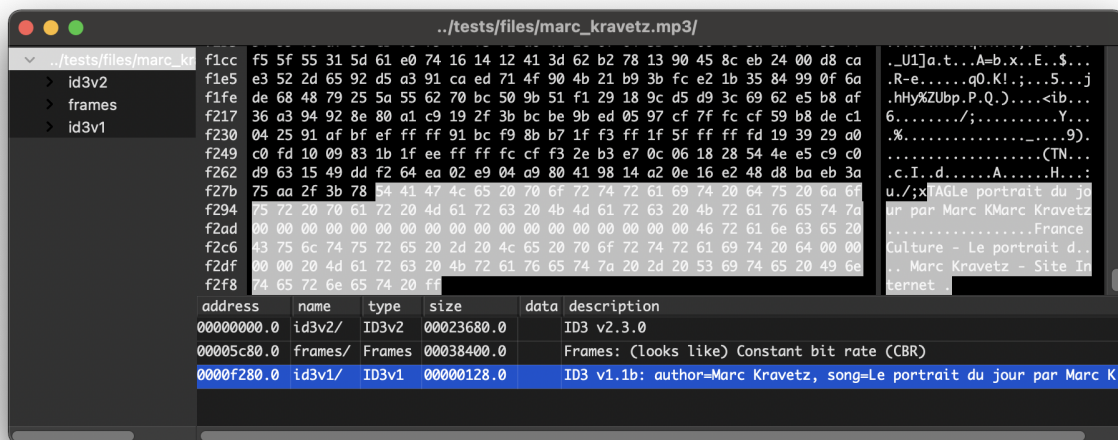 ../tests/files/marc_kravetz.mp3/
../tests/files/marc_kr
id3v2
frames
id3v1
f1cc f5 5f 55 31 5d 61 e0 74 16 14 12 41 3d 62 b2 78 13 90 45 8c eb 24 00 d8 ca ._U1]a.t...A=b.x..E..$...
f1e5 e3 52 2d 65 92 d5 a3 91 ca ed 71 4f 90 4b 21 b9 3b fc e2 1b 35 84 99 0f 6a .R-e......qO.K!.;...5...j
f1fe de 68 48 79 25 5a 55 62 70 bc 50 9b 51 f1 29 18 9c d5 d9 3c 69 62 e5 b8 af .hHy%ZUbp.P.Q.)....<ib...
f217 36 a3 94 92 8e 80 a1 c9 19 2f 3b bc be 9b ed 05 97 cf 7f fc cf 59 b8 de c1 6......../;..........Y...
f230 04 25 91 af bf ef ff ff 91 bc f9 8b b7 1f f3 ff 1f 5f ff ff fd 19 39 29 a0 .%..............._....9).
f249 c0 fd 10 09 83 1b 1f ee ff ff fc cf f3 2e b3 e7 0c 06 18 28 54 4e e5 c9 c0 ...................(TN...
f262 d9 63 15 49 dd f2 64 ea 02 e9 04 a9 80 41 98 14 a2 0e 16 e2 48 d8 ba eb 3a .c.I..d......A......H...:
f27b 75 aa 2f 3b 78 54 41 47 4c 65 20 70 6f 72 74 72 61 69 74 20 64 75 20 6a 6f u./;xTAGLe portrait du jo
f294 75 72 20 70 61 72 20 4d 61 72 63 20 4b 4d 61 72 63 20 4b 72 61 76 65 74 7a ur par Marc KMarc Kravetz
f2ad 00 00 00 00 00 00 00 00 00 00 00 00 00 00 00 00 00 46 72 61 6e 63 65 20 .................France
f2c6 43 75 6c 74 75 72 65 20 2d 20 4c 65 20 70 6f 72 74 72 61 69 74 20 64 00 00 Culture - Le portrait d..
f2df 00 00 20 4d 61 72 63 20 4b 72 61 76 65 74 7a 20 2d 20 53 69 74 65 20 49 6e .. Marc Kravetz - Site In
f2f8 74 65 72 6e 65 74 20 ff ternet .
address name type size data description
00000000.0 id3v2/ ID3v2 00023680.0 ID3 v2.3.0
00005c80.0 frames/ Frames 00038400.0 Frames: (looks like) Constant bit rate (CBR)
0000f280.0 id3v1/ ID3v1 00000128.0 ID3 v1.1b: author=Marc Kravetz, song=Le portrait du jour par Marc K